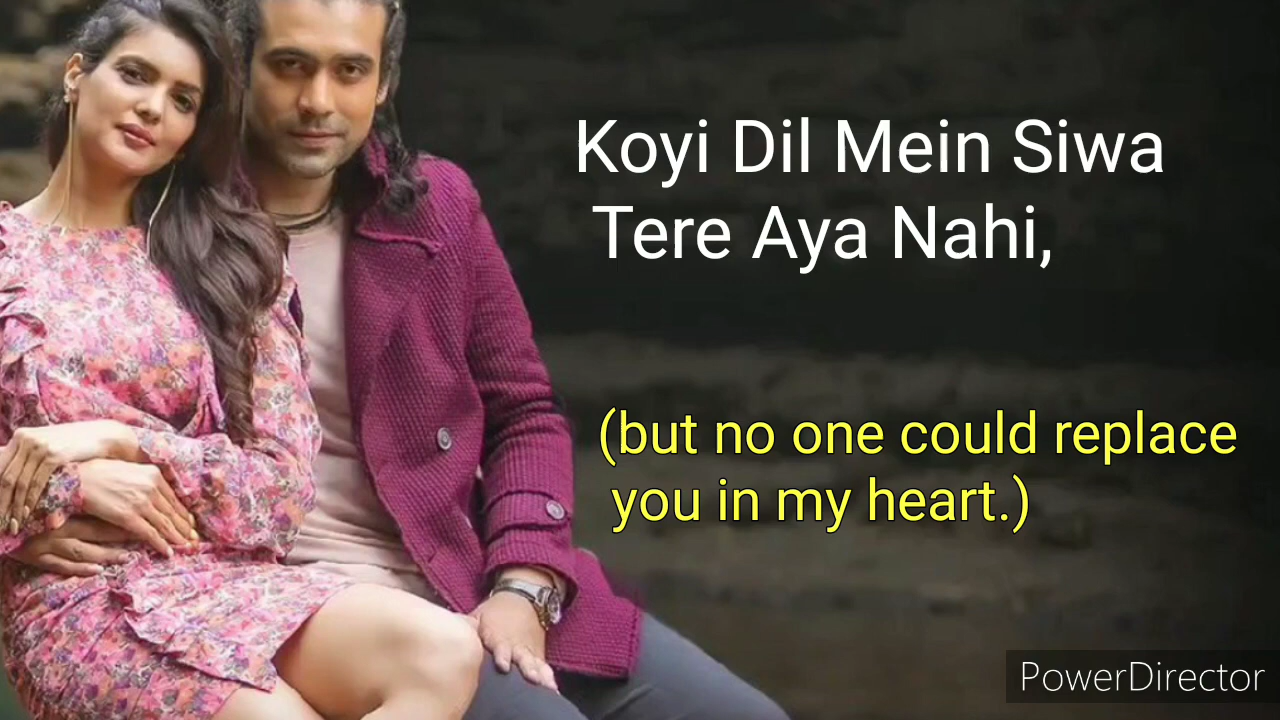 Koyi Dil Mein Siwa
Tere Aya Nahi,
(but no one could replace
you in my heart.)
PowerDirector